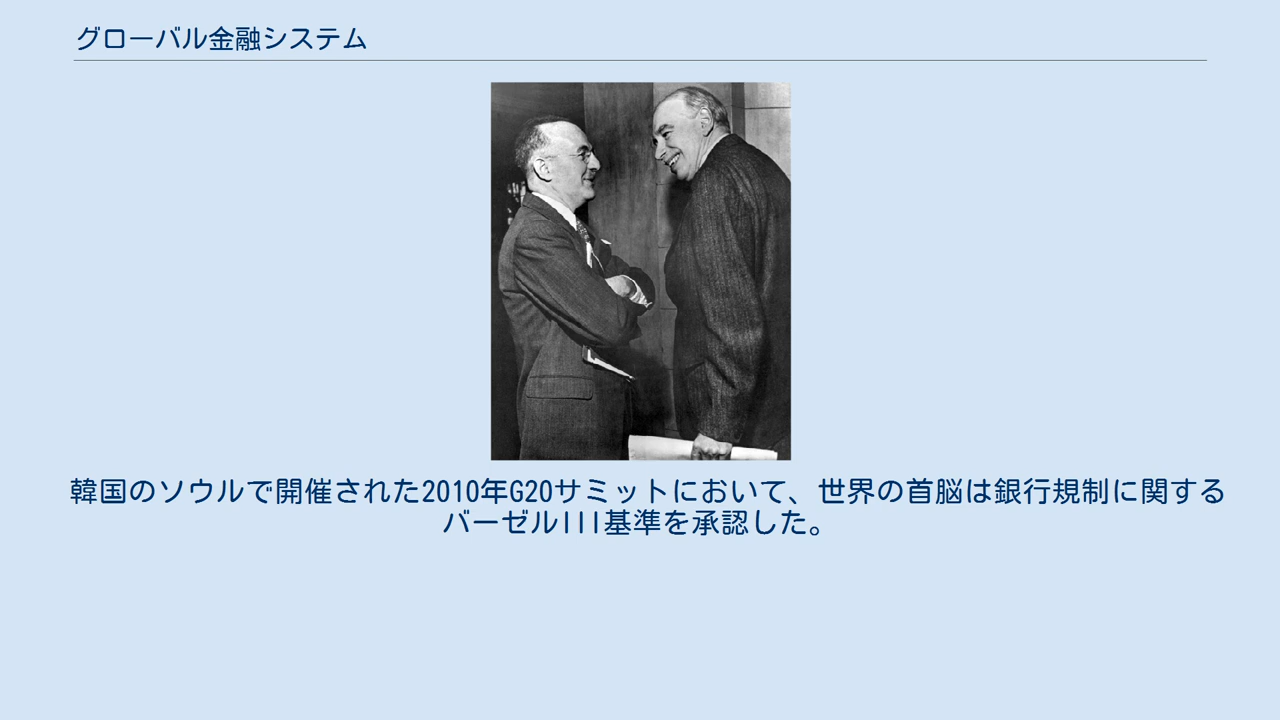 グローバル金融システム
韓国のソウルで開催された2010年G20サミットにおいて、世界の首脳は銀行規制に関する
バーゼルIII基準を承認した。